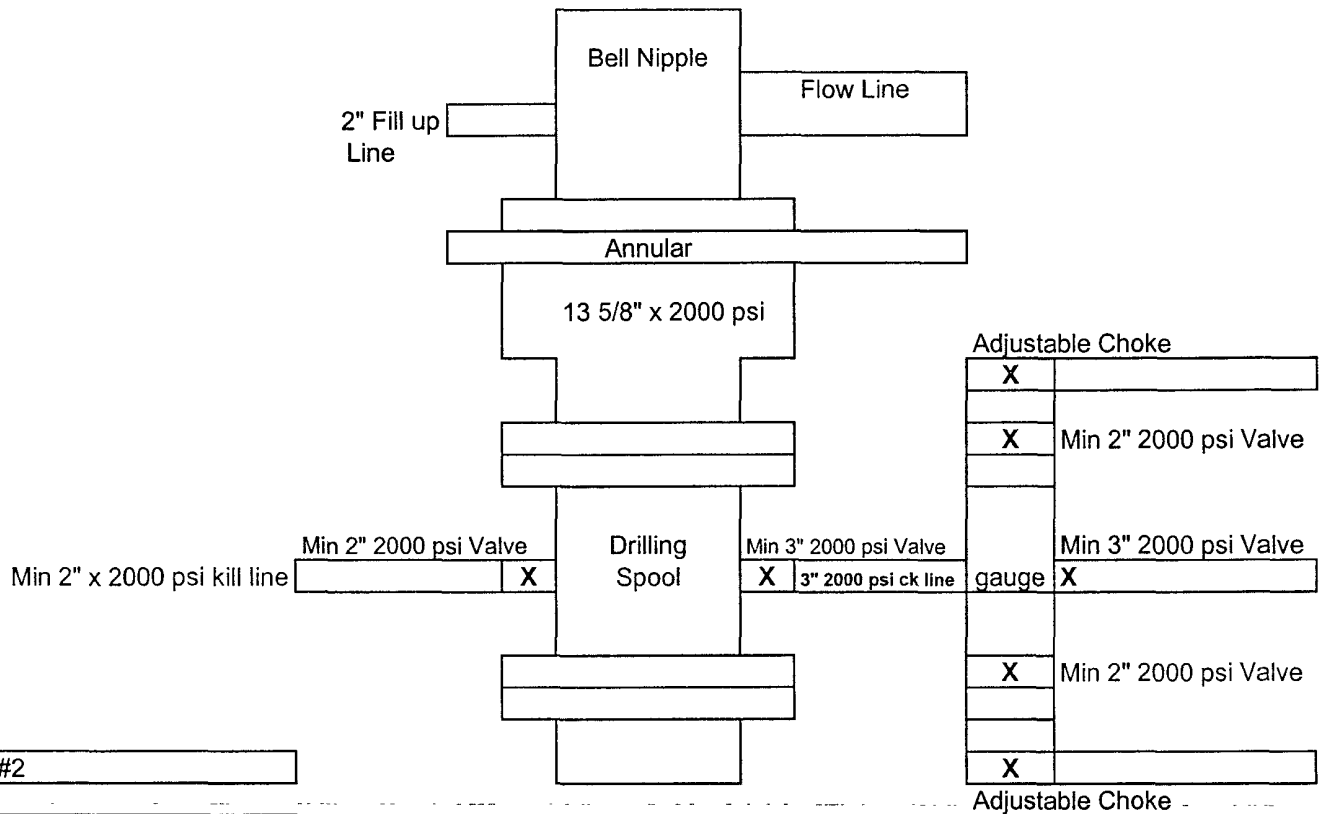 Bell Nipple
Flow Line
2" Fill up
Line
Annular
13 5/8" x 2000 psi
Adjustable Choke
X
X Min 2" 2000 psi Valve
Min 2" 2000 psi Valve
Drilling
Spool
Min 3" 2000 psi Valve
Min 3" 2000 psi Valve
Min 2" x 2000 psi kill line
X
X 3" 2000 psi ck line
gauge X
X Min 2" 2000 psi Valve
#2
X
Adjustable Choke